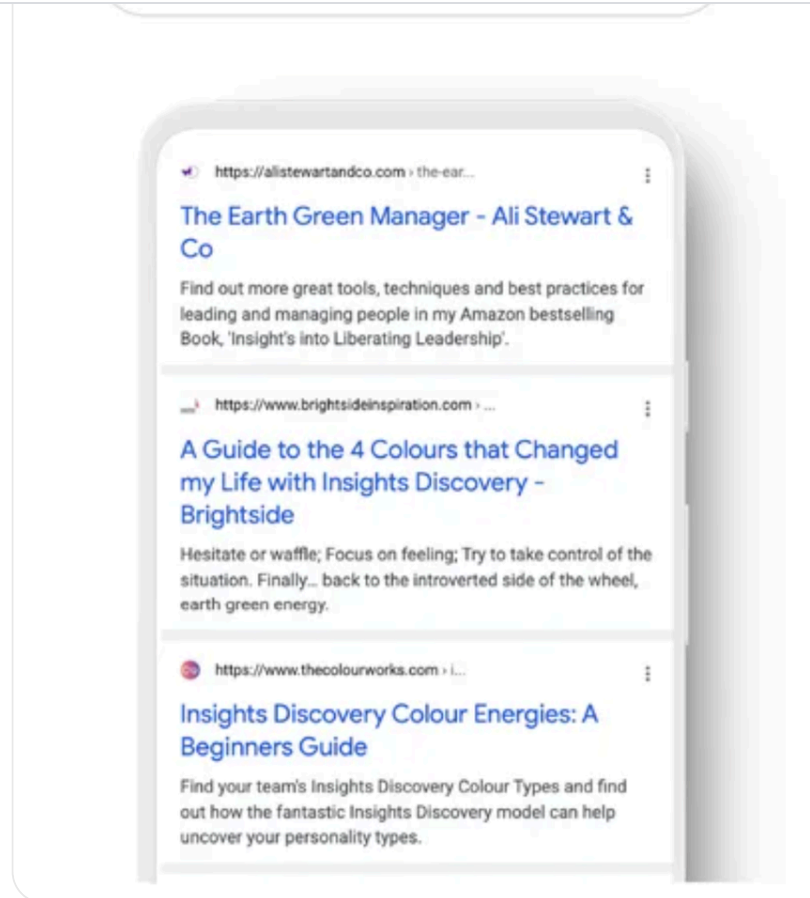 https://alistewartandco.com › the-ear...
The Earth Green Manager - Ali Stewart &
Co
Find out more great tools, techniques and best practices for
leading and managing people in my Amazon bestselling
Book, 'Insight's into Liberating Leadership'.
https://www.brightsideinspiration.com › ...
A Guide to the 4 Colours that Changed
my Life with Insights Discovery -
Brightside
Hesitate or waffle; Focus on feeling; Try to take control of the
situation. Finally... back to the introverted side of the wheel,
earth green energy.
https://www.thecolourworks.com › i...
Insights Discovery Colour Energies: A
Beginners Guide
Find your team's Insights Discovery Colour Types and find
out how the fantastic Insights Discovery model can help
uncover your personality types.